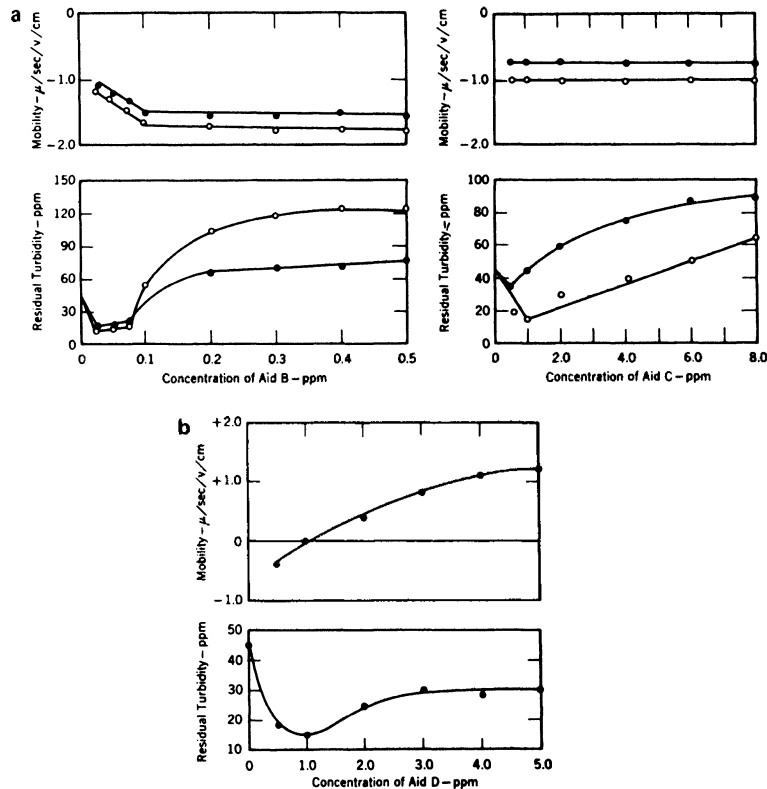 a
0
-1.0
-2.0
Mobility – μ/sec/v/cm
150
120
90
60
30
0
Residual Turbidity – ppm
0 0.1 0.2 0.3 0.4 0.5
Concentration of Aid B – ppm
0
-1.0
-2.0
Mobility – μ/sec/v/cm
100
80
60
40
20
0
Residual Turbidity – ppm
0 2.0 4.0 6.0 8.0
Concentration of Aid C – ppm
b
+2.0
+1.0
0
-1.0
Mobility – μ/sec/v/cm
50
40
30
20
10
Residual Turbidity – ppm
0 1.0 2.0 3.0 4.0 5.0
Concentration of Aid D – ppm